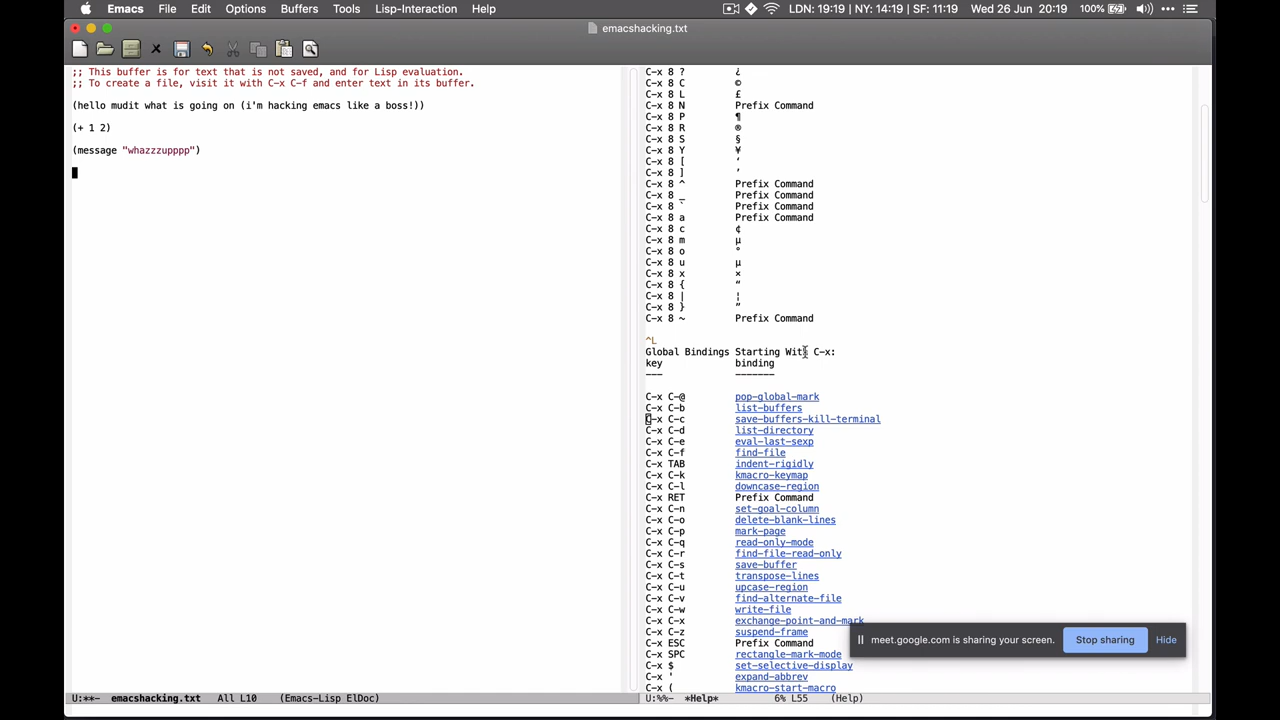 Emacs File Edit Options Buffers Tools Lisp-Interaction Help LDN: 19:19 | NY: 14:19 | SF: 11:19 Wed 26 Jun 20:19 100%
emacshacking.txt
;; This buffer is for text that is not saved, and for Lisp evaluation.
;; To create a file, visit it with C-x C-f and enter text in its buffer.
(hello mudit what is going on (i'm hacking emacs like a boss!))
(+ 1 2)
(message "whazzzupppp")
U:**- emacshacking.txt All L10 (Emacs-Lisp ElDoc)
C-x 8 ? ¿
C-x 8 C ©
C-x 8 L £
C-x 8 N Prefix Command
C-x 8 P ¶
C-x 8 R ®
C-x 8 S §
C-x 8 Y ¥
C-x 8 [ ‘
C-x 8 ] ’
C-x 8 ^ Prefix Command
C-x 8 _ Prefix Command
C-x 8 ` Prefix Command
C-x 8 a Prefix Command
C-x 8 c ¢
C-x 8 m µ
C-x 8 o °
C-x 8 u µ
C-x 8 x ×
C-x 8 { “
C-x 8 | ¦
C-x 8 } ”
C-x 8 ~ Prefix Command
^L
Global Bindings Starting With C-x:
key binding
--- -------
C-x C-@ pop-global-mark
C-x C-b list-buffers
C-x C-c save-buffers-kill-terminal
C-x C-d list-directory
C-x C-e eval-last-sexp
C-x C-f find-file
C-x TAB indent-rigidly
C-x C-k kmacro-keymap
C-x C-l downcase-region
C-x RET Prefix Command
C-x C-n set-goal-column
C-x C-o delete-blank-lines
C-x C-p mark-page
C-x C-q read-only-mode
C-x C-r find-file-read-only
C-x C-s save-buffer
C-x C-t transpose-lines
C-x C-u upcase-region
C-x C-v find-alternate-file
C-x C-w write-file
C-x C-x exchange-point-and-mark
C-x C-z suspend-frame
C-x ESC Prefix Command
C-x SPC rectangle-mark-mode
C-x $ set-selective-display
C-x ' expand-abbrev
C-x ( kmacro-start-macro
U:%%- *Help* 6% L55 (Help)
meet.google.com is sharing your screen. Stop sharing Hide